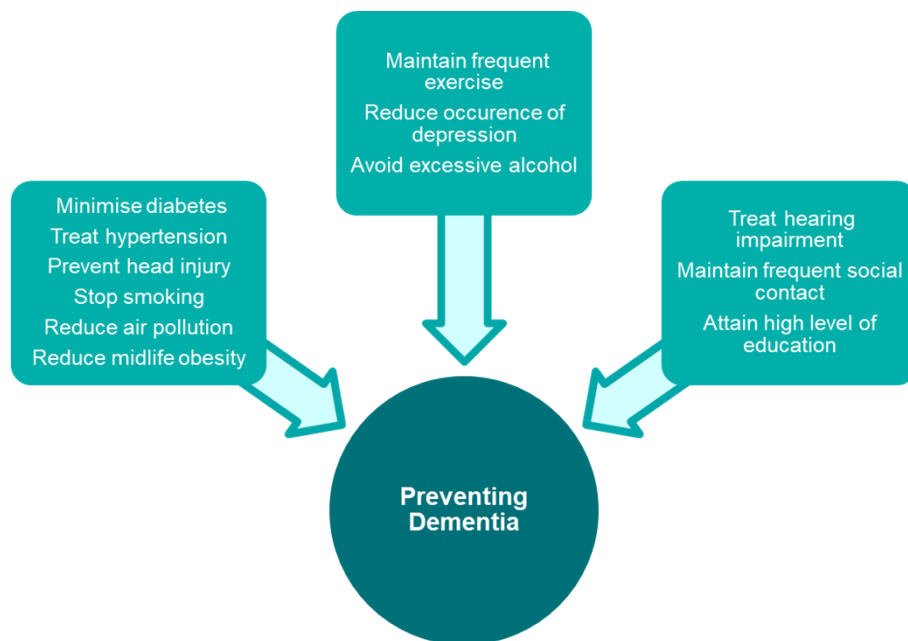 Maintain frequent
exercise
Reduce occurence of
depression
Avoid excessive alcohol
Minimise diabetes
Treat hypertension
Prevent head injury
Stop smoking
Reduce air pollution
Reduce midlife obesity
Treat hearing
impairment
Maintain frequent social
contact
Attain high level of
education
Preventing
Dementia